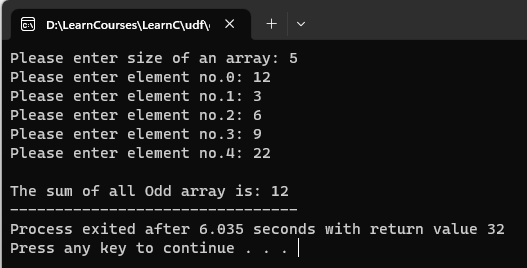 D:\LearnCourses\LearnC\udf\
Please enter size of an array: 5
Please enter element no.0: 12
Please enter element no.1: 3
Please enter element no.2: 6
Please enter element no.3: 9
Please enter element no.4: 22
The sum of all Odd array is: 12
--------------------------------
Process exited after 6.035 seconds with return value 32
Press any key to continue . . .